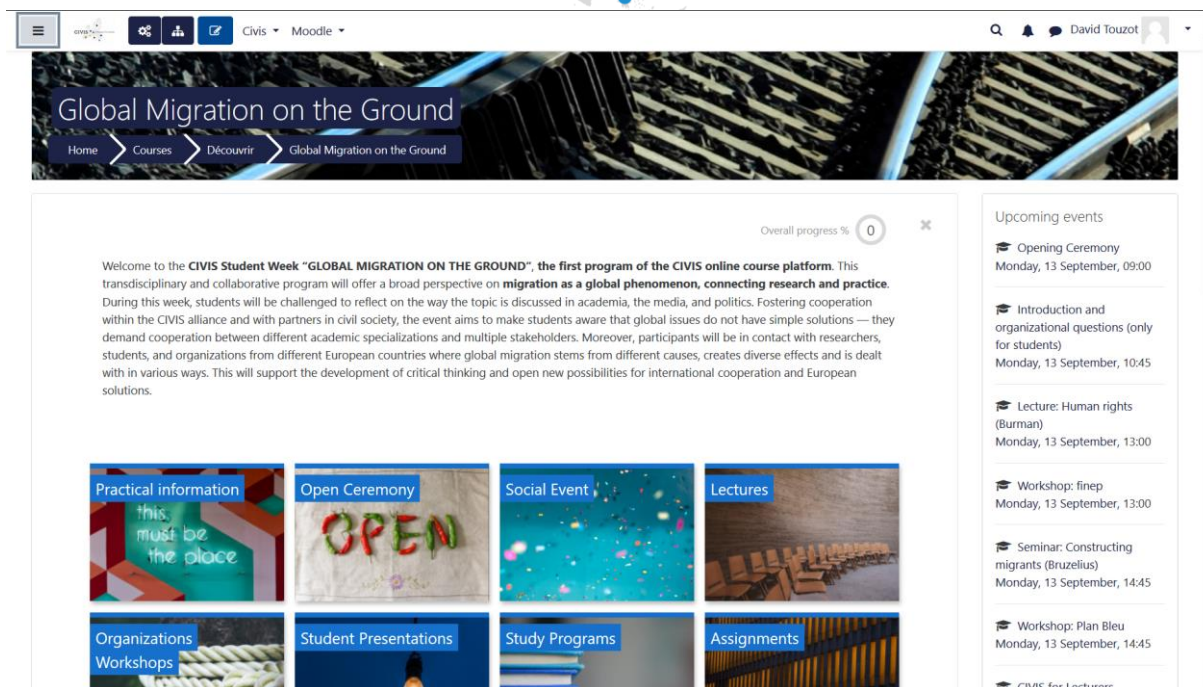 CIVIS
Civis
Moodle
David Touzot
Global Migration on the Ground
Home
Courses
Découvrir
Global Migration on the Ground
Overall progress % 0
Welcome to the CIVIS Student Week “GLOBAL MIGRATION ON THE GROUND”, the first program of the CIVIS online course platform. This
transdisciplinary and collaborative program will offer a broad perspective on migration as a global phenomenon, connecting research and practice.
During this week, students will be challenged to reflect on the way the topic is discussed in academia, the media, and politics. Fostering cooperation
within the CIVIS alliance and with partners in civil society, the event aims to make students aware that global issues do not have simple solutions — they
demand cooperation between different academic specializations and multiple stakeholders. Moreover, participants will be in contact with researchers,
students, and organizations from different European countries where global migration stems from different causes, creates diverse effects and is dealt
with in various ways. This will support the development of critical thinking and open new possibilities for international cooperation and European
solutions.
Practical information
this
must be
the place
Open Ceremony
OPEN
Social Event
Lectures
Organizations
Workshops
Student Presentations
Study Programs
Assignments
Upcoming events
Opening Ceremony
Monday, 13 September, 09:00
Introduction and
organizational questions (only
for students)
Monday, 13 September, 10:45
Lecture: Human rights
(Burman)
Monday, 13 September, 13:00
Workshop: finep
Monday, 13 September, 13:00
Seminar: Constructing
migrants (Bruzelius)
Monday, 13 September, 14:45
Workshop: Plan Bleu
Monday, 13 September, 14:45
CIVIS for Lecturers